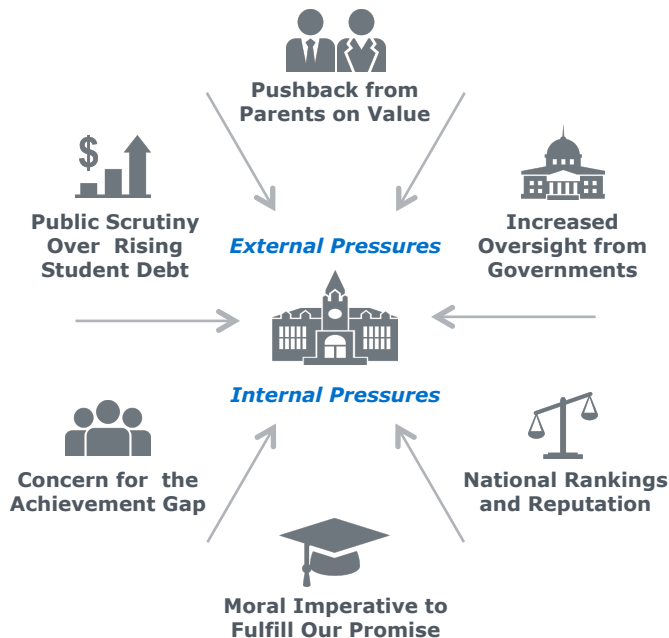 Pushback from
Parents on Value
Public Scrutiny
Over Rising
Student Debt
External Pressures
Increased
Oversight from
Governments
$
Internal Pressures
Concern for the
Achievement Gap
National Rankings
and Reputation
Moral Imperative to
Fulfill Our Promise